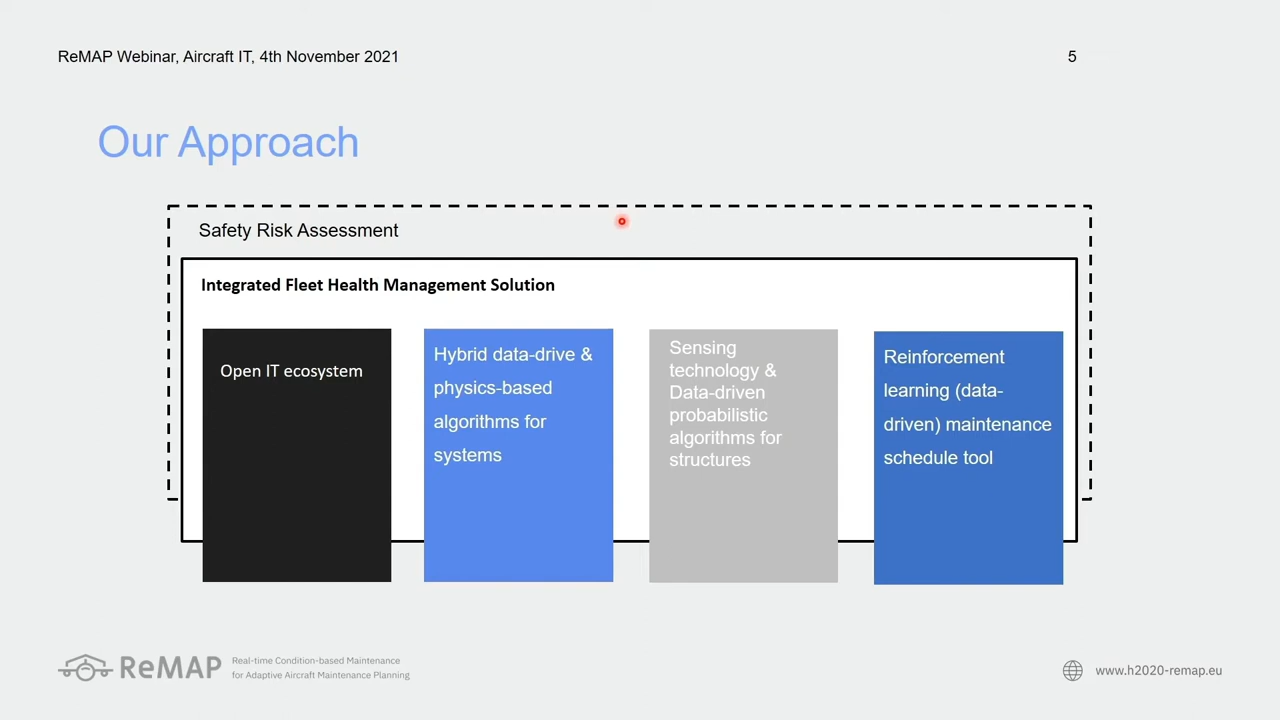 ReMAP Webinar, Aircraft IT, 4th November 2021
5
Our Approach
Safety Risk Assessment
Integrated Fleet Health Management Solution
Open IT ecosystem
Hybrid data-drive &
physics-based
algorithms for
systems
Sensing
technology &
Data-driven
probabilistic
algorithms for
structures
Reinforcement
learning (data-
driven) maintenance
schedule tool
ReMAP
Real-time Condition-based Maintenance
for Adaptive Aircraft Maintenance Planning
www.h2020-remap.eu